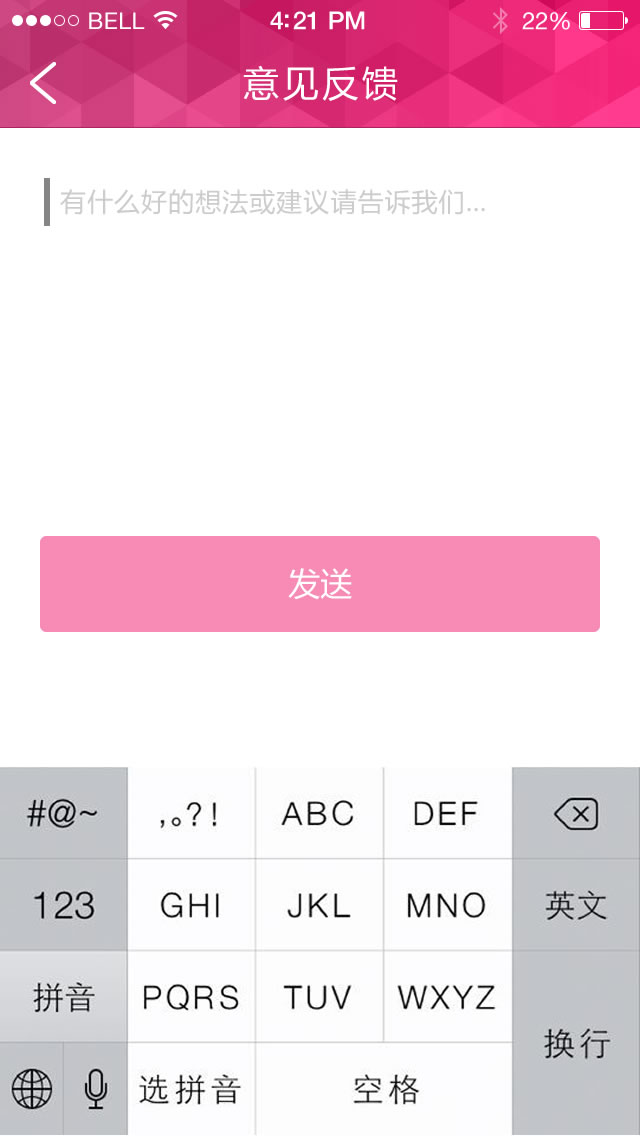 BELL 4:21 PM 22%
意见反馈
有什么好的想法或建议请告诉我们...
发送
#@~ ,。?! ABC DEF
123 GHI JKL MNO 英文
拼音 PQRS TUV WXYZ
换行
选拼音 空格